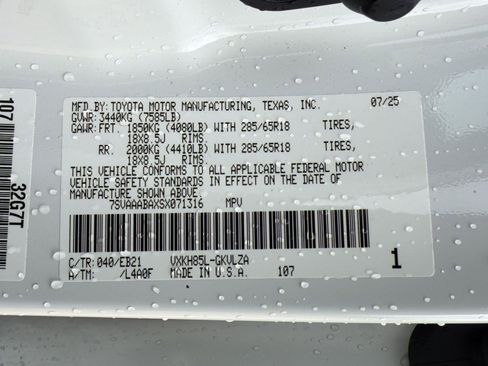 MFD.BY:TOYOTA MOTOR MANUFACTURING, TEXAS, INC. 07/25
GVWR: 3440KG (7585LB)
GAWR: FRT. 1850KG (4080LB) WITH 285/65R18 TIRES,
18X8.5J RIMS.
RR. 2000KG (4410LB) WITH 285/65R18 TIRES,
18X8.5J RIMS.
THIS VEHICLE CONFORMS TO ALL APPLICABLE FEDERAL MOTOR
VEHICLE SAFETY STANDARDS IN EFFECT ON THE DATE OF
MANUFACTURE SHOWN ABOVE.
7SVAAABAXSX071316 MPV
C/TR:040/EB21 VXKH85L-GKVLZA
A/TM: /L4A0F MADE IN U.S.A. 107 1
107 32G7T